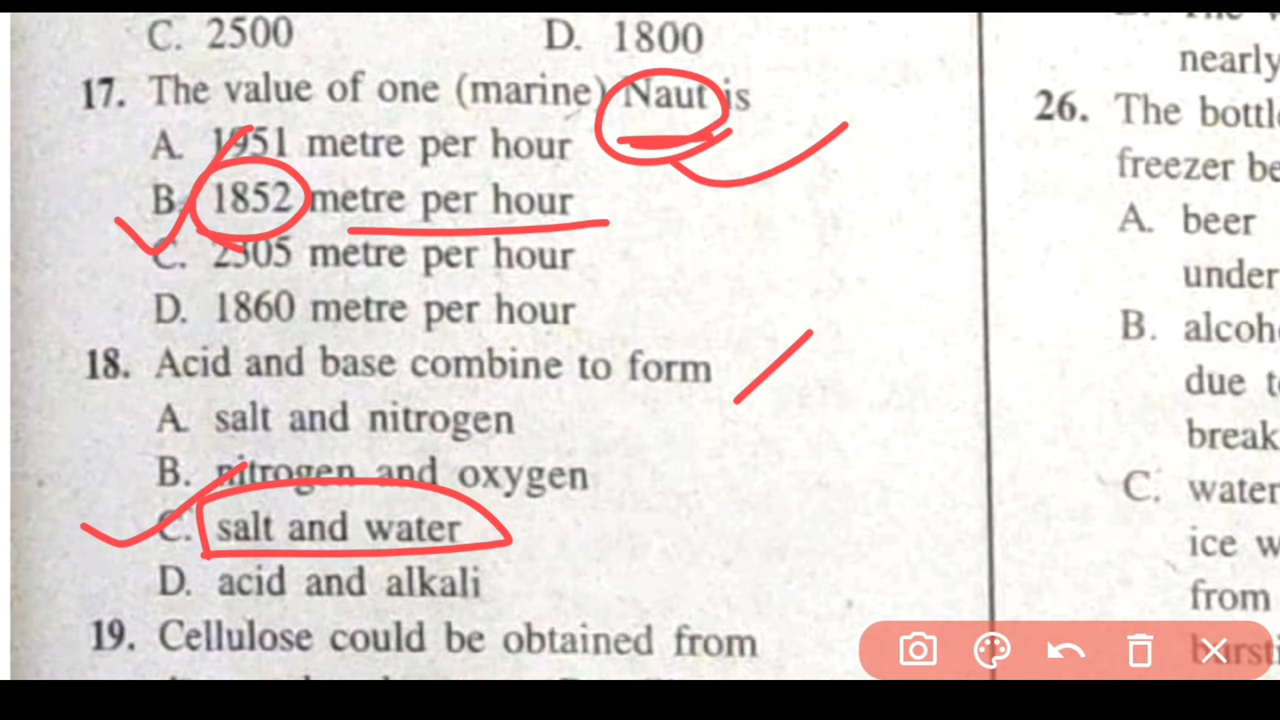 C. 2500 D. 1800
17. The value of one (marine) Naut is
A. 1951 metre per hour
B. 1852 metre per hour
C. 2305 metre per hour
D. 1860 metre per hour
18. Acid and base combine to form
A. salt and nitrogen
B. nitrogen and oxygen
C. salt and water
D. acid and alkali
19. Cellulose could be obtained from
nearly
26. The bottl
freezer be
A. beer
under
B. alcoh
due t
break
C. water
ice w
from
burst